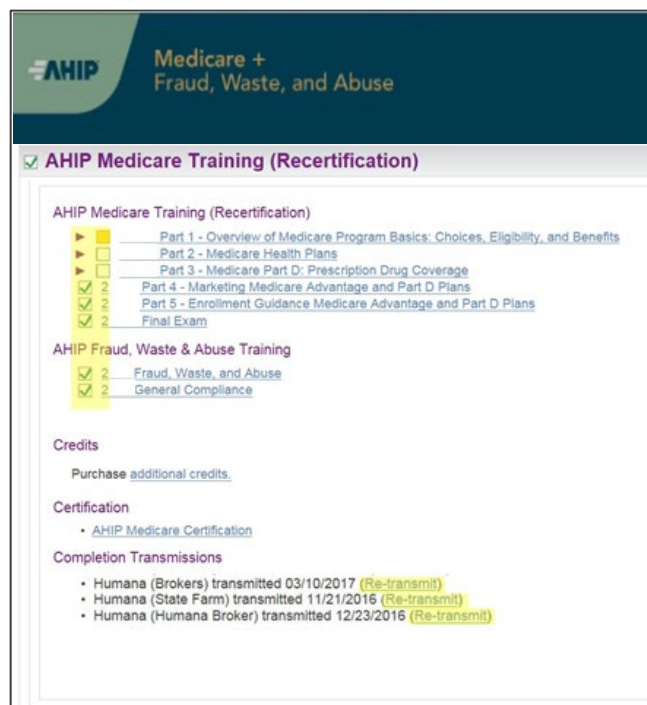 AHIP
Medicare +
Fraud, Waste, and Abuse
AHIP Medicare Training (Recertification)
AHIP Medicare Training (Recertification)
Part 1 - Overview of Medicare Program Basics: Choices, Eligibility, and Benefits
Part 2 - Medicare Health Plans
Part 3 - Medicare Part D: Prescription Drug Coverage
2 Part 4 - Marketing Medicare Advantage and Part D Plans
2 Part 5 - Enrollment Guidance Medicare Advantage and Part D Plans
2 Final Exam
AHIP Fraud, Waste & Abuse Training
2 Fraud, Waste, and Abuse
2 General Compliance
Credits
Purchase additional credits.
Certification
• AHIP Medicare Certification
Completion Transmissions
• Humana (Brokers) transmitted 03/10/2017 (Re-transmit)
• Humana (State Farm) transmitted 11/21/2016 (Re-transmit)
• Humana (Humana Broker) transmitted 12/23/2016 (Re-transmit)